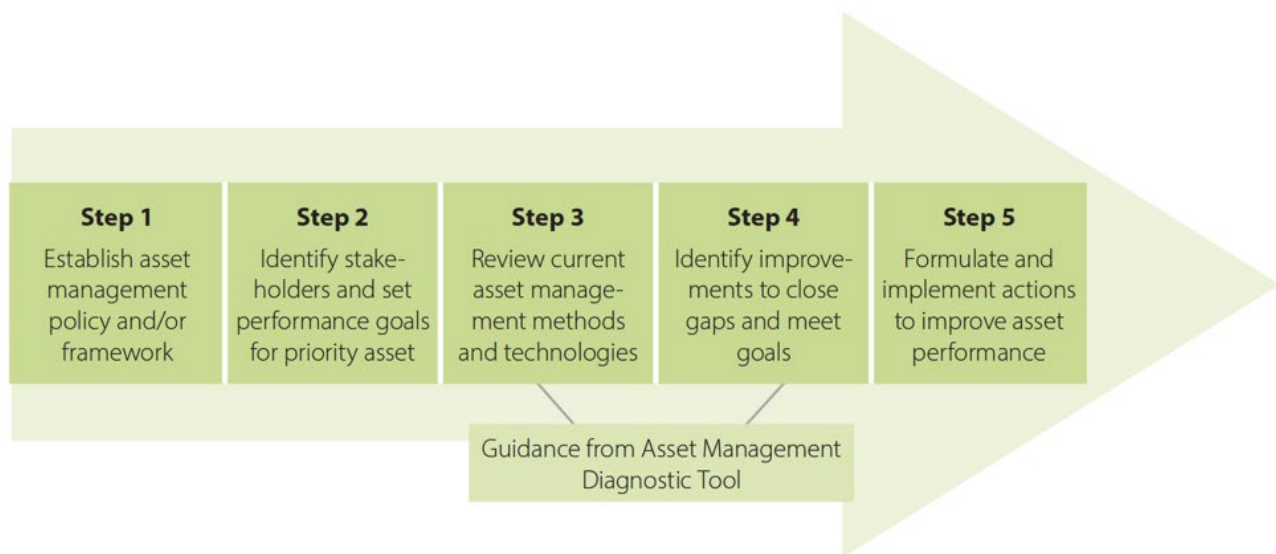 Step 1
Establish asset
management
policy and/or
framework
Step 2
Identify stake-
holders and set
performance goals
for priority asset
Step 3
Review current
asset manage-
ment methods
and technologies
Step 4
Identify improve-
ments to close
gaps and meet
goals
Step 5
Formulate and
implement actions
to improve asset
performance
Guidance from Asset Management
Diagnostic Tool